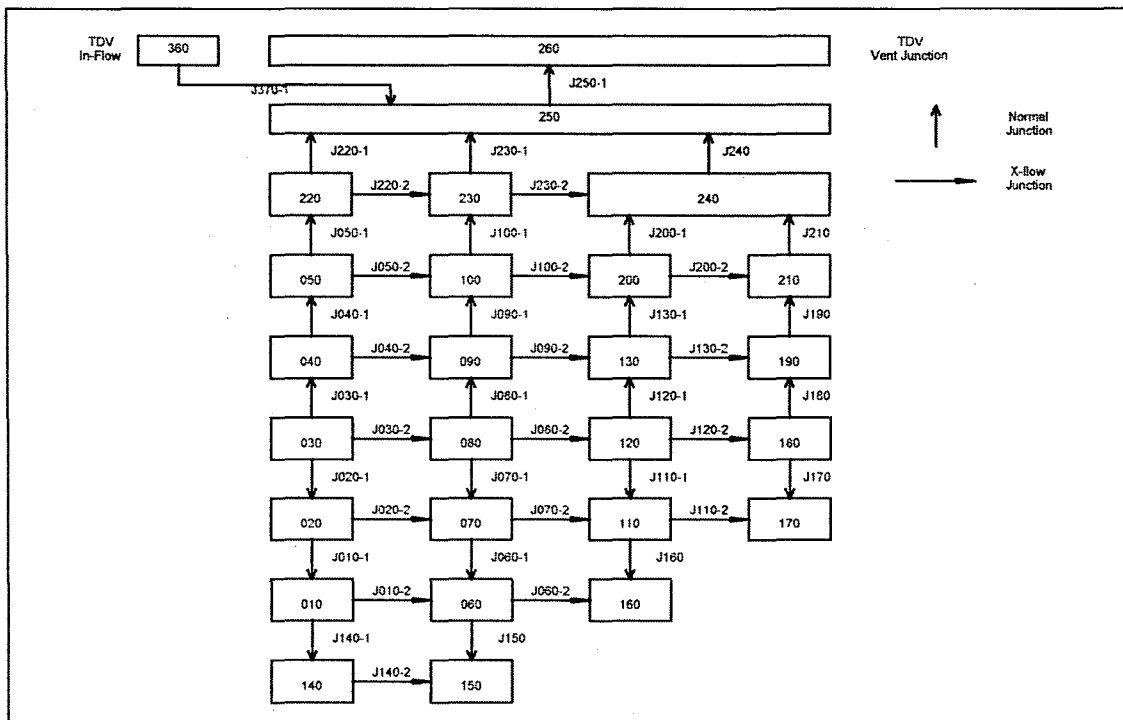 TDV
In-Flow
360
260
TDV
Vent Junction
J370-1
J250-1
250
Normal
Junction
J220-1
J230-1
J240
X-flow
Junction
220
J220-2
230
J230-2
240
J050-1
J100-1
J200-1
J210
050
J050-2
100
J100-2
200
J200-2
210
J040-1
J090-1
J130-1
J190
040
J040-2
090
J090-2
130
J130-2
190
J030-1
J080-1
J120-1
J180
030
J030-2
080
J080-2
120
J120-2
180
J020-1
J070-1
J110-1
J170
020
J020-2
070
J070-2
110
J110-2
170
J010-1
J060-1
J160
010
J010-2
060
J060-2
160
J140-1
J150
140
J140-2
150